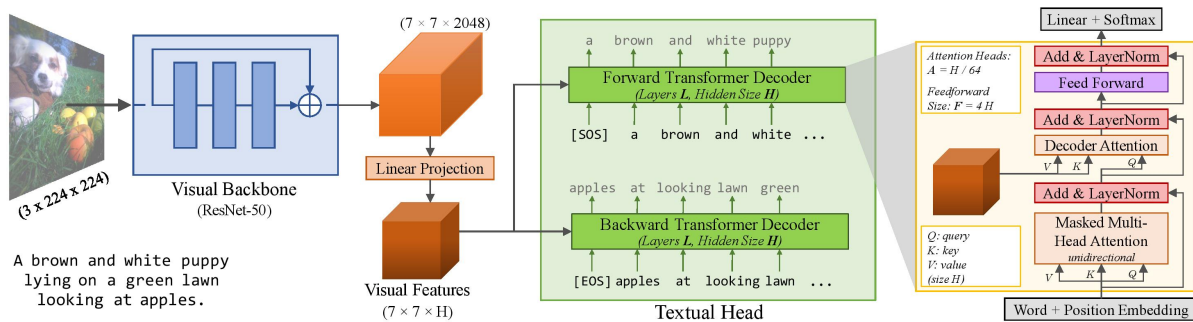 (3 x 224 x 224)
A brown and white puppy
lying on a green lawn
looking at apples.
Visual Backbone
(ResNet-50)
(7 × 7 × 2048)
Linear Projection
Visual Features
(7 × 7 × H)
a brown and white puppy
Forward Transformer Decoder
(Layers L, Hidden Size H)
[SOS] a brown and white ...
apples at looking lawn green
Backward Transformer Decoder
(Layers L, Hidden Size H)
[EOS] apples at looking lawn ...
Textual Head
Attention Heads:
A = H / 64
Feedforward
Size: F = 4 H
Q: query
K: key
V: value
(size H)
Linear + Softmax
Add & LayerNorm
Feed Forward
Add & LayerNorm
Decoder Attention
V K Q
Add & LayerNorm
Masked Multi-
Head Attention
unidirectional
V K Q
Word + Position Embedding